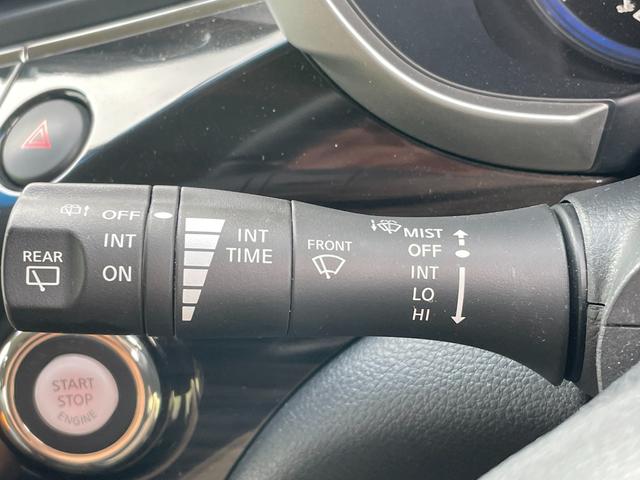 OFF
INT
ON
REAR
INT
TIME
FRONT
MIST
OFF
INT
LO
HI
START
STOP
ENGINE